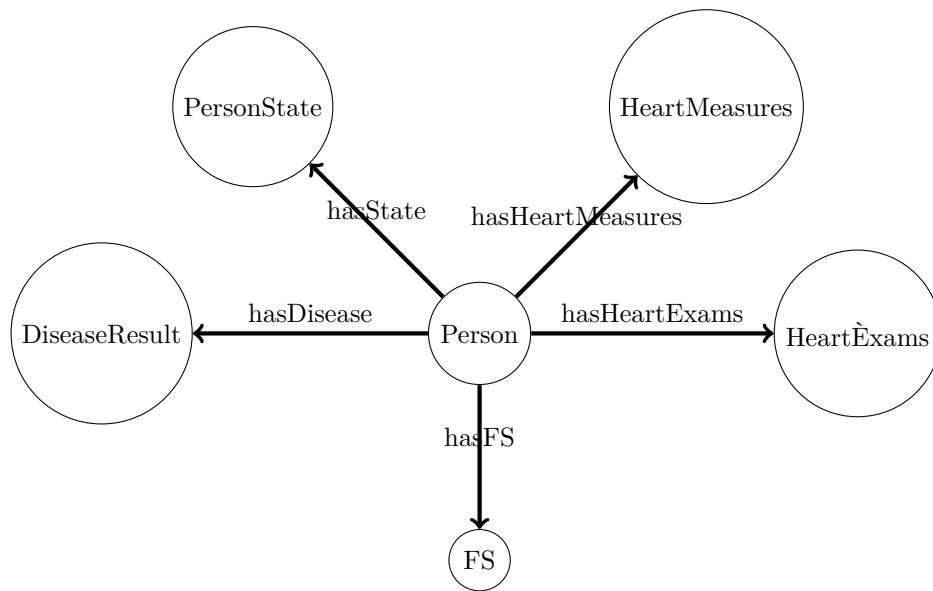 PersonState
HeartMeasures
hasState
hasHeartMeasures
hasDisease
hasHeartExams
DiseaseResult
Person
HeartÈxams
hasFS
FS